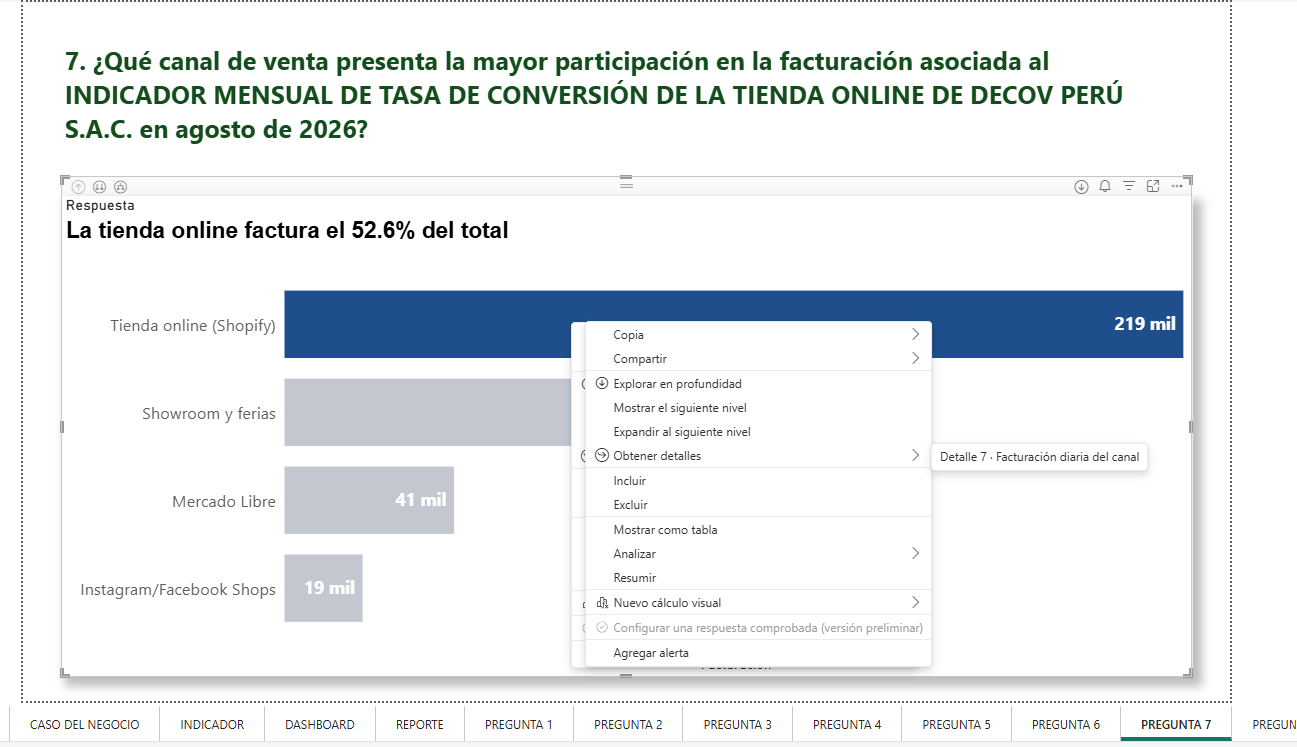 7. ¿Qué canal de venta presenta la mayor participación en la facturación asociada al
INDICADOR MENSUAL DE TASA DE CONVERSIÓN DE LA TIENDA ONLINE DE DECOV PERÚ
S.A.C. en agosto de 2026?
Respuesta
La tienda online factura el 52.6% del total
Tienda online (Shopify)
219 mil
Showroom y ferias
Mercado Libre
41 mil
Instagram/Facebook Shops
19 mil
Copia
Compartir
Explorar en profundidad
Mostrar el siguiente nivel
Expandir al siguiente nivel
Obtener detalles
Detalle 7 · Facturación diaria del canal
Incluir
Excluir
Mostrar como tabla
Analizar
Resumir
Nuevo cálculo visual
Configurar una respuesta comprobada (versión preliminar)
Agregar alerta
CASO DEL NEGOCIO
INDICADOR
DASHBOARD
REPORTE
PREGUNTA 1
PREGUNTA 2
PREGUNTA 3
PREGUNTA 4
PREGUNTA 5
PREGUNTA 6
PREGUNTA 7